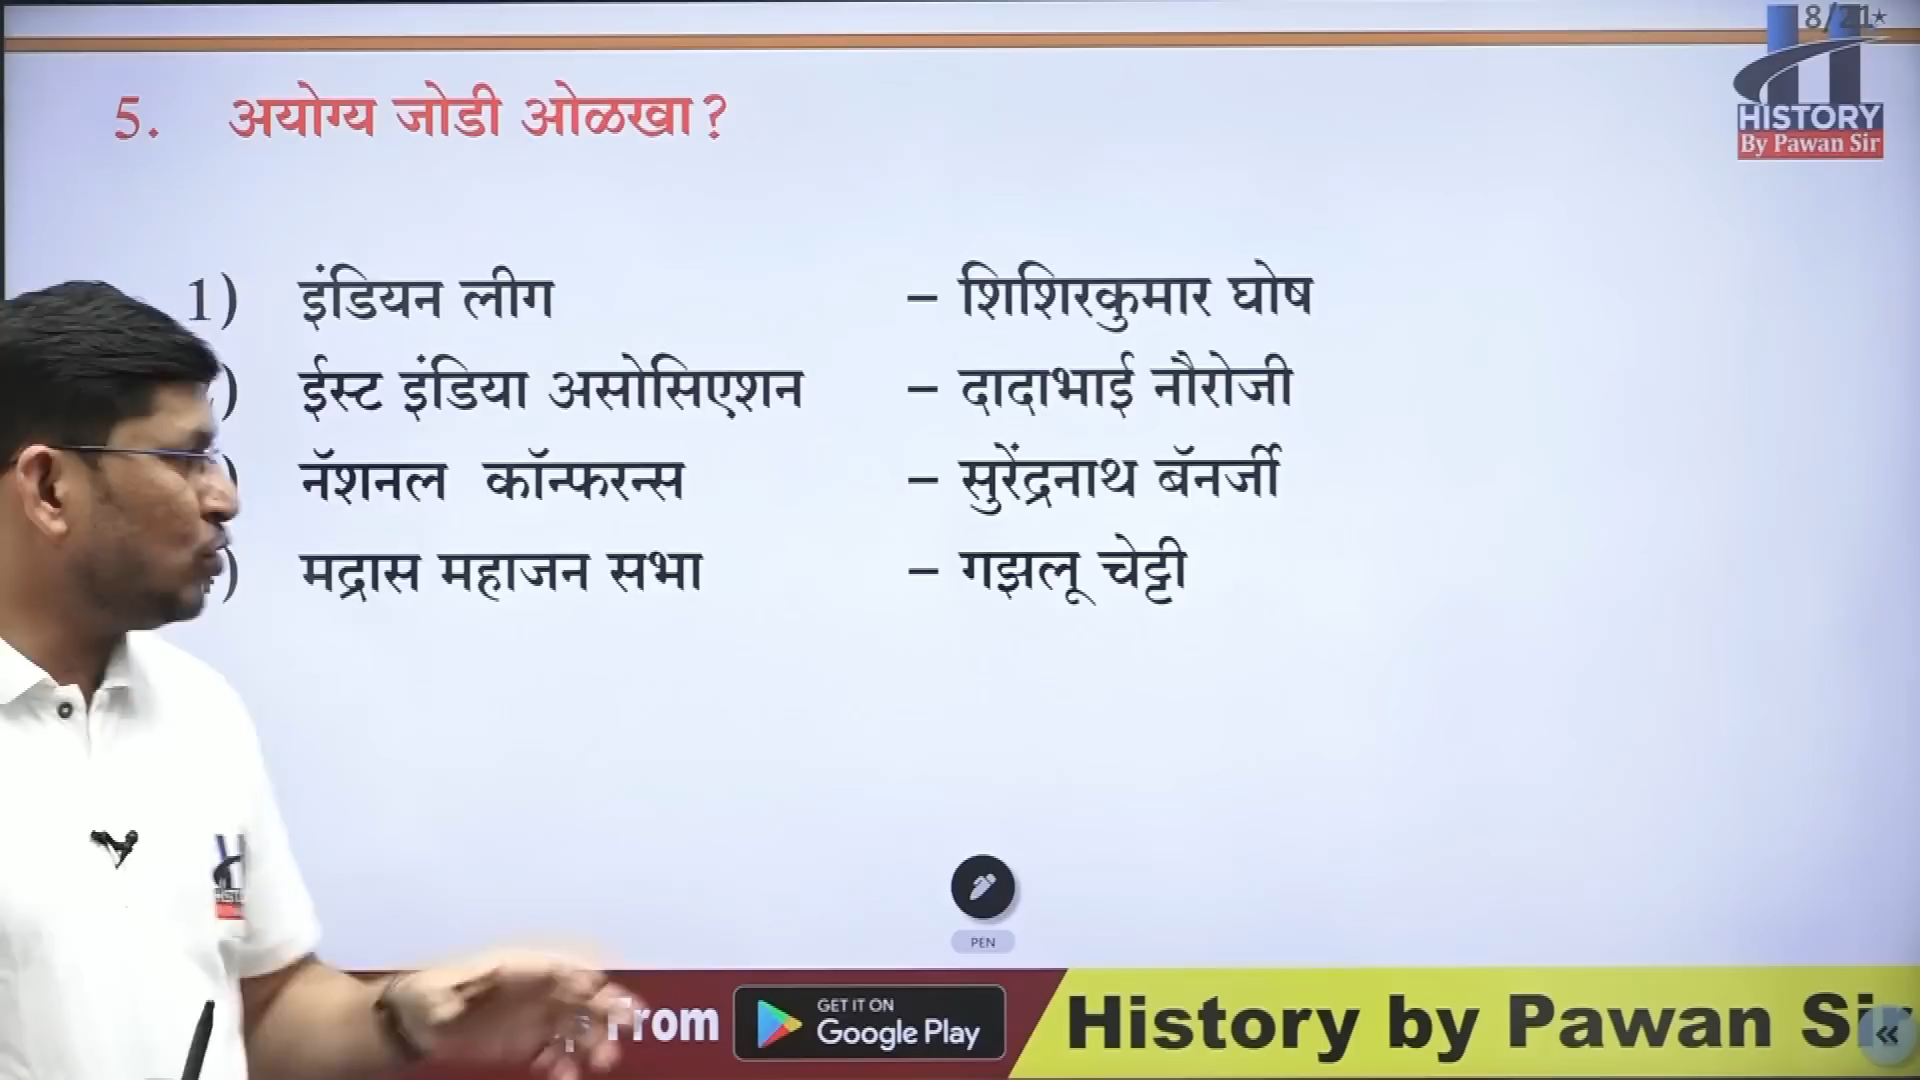 8/21*
HISTORY
By Pawan Sir
5. अयोग्य जोडी ओळखा?
1) इंडियन लीग – शिशिरकुमार घोष
) ईस्ट इंडिया असोसिएशन – दादाभाई नौरोजी
) नॅशनल कॉन्फरन्स – सुरेंद्रनाथ बॅनर्जी
) मद्रास महाजन सभा – गझलू चेट्टी
PEN
From
GET IT ON
Google Play
History by Pawan Sir
«